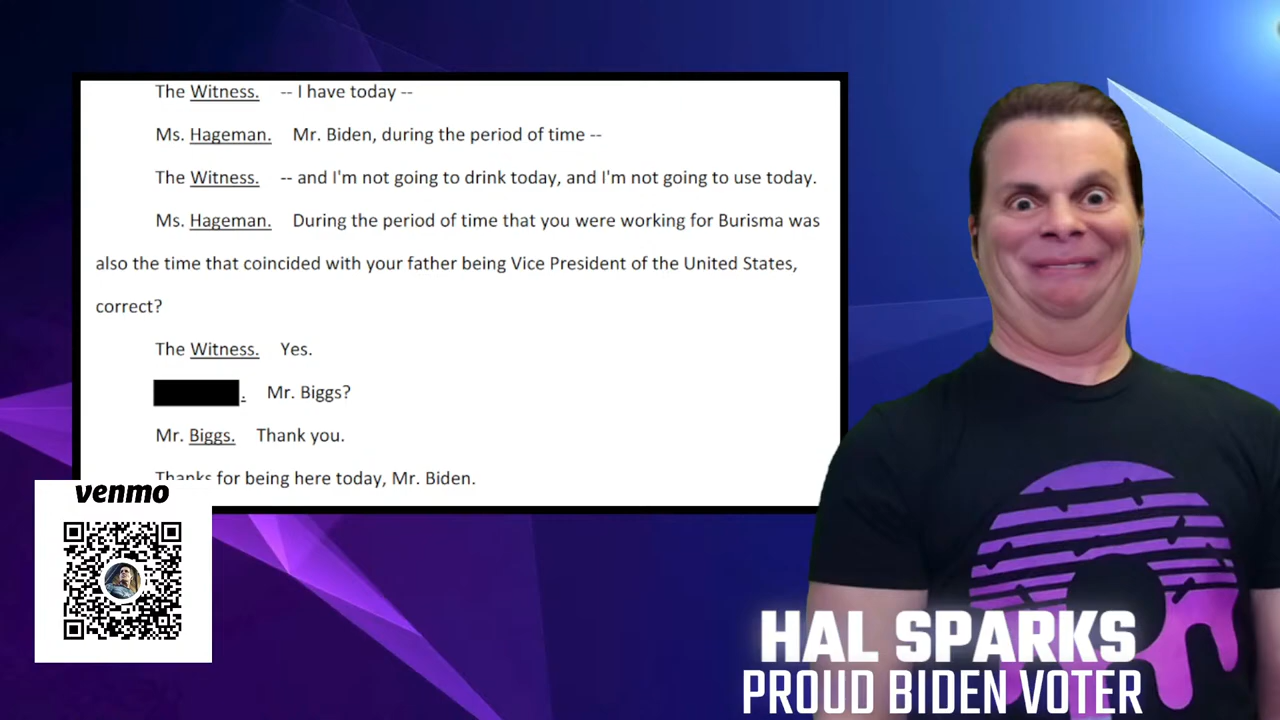 The Witness. -- I have today --
Ms. Hageman. Mr. Biden, during the period of time --
The Witness. -- and I'm not going to drink today, and I'm not going to use today.
Ms. Hageman. During the period of time that you were working for Burisma was
also the time that coincided with your father being Vice President of the United States,
correct?
The Witness. Yes.
. Mr. Biggs?
Mr. Biggs. Thank you.
Thanks for being here today, Mr. Biden.
venmo
HAL SPARKS
PROUD BIDEN VOTER